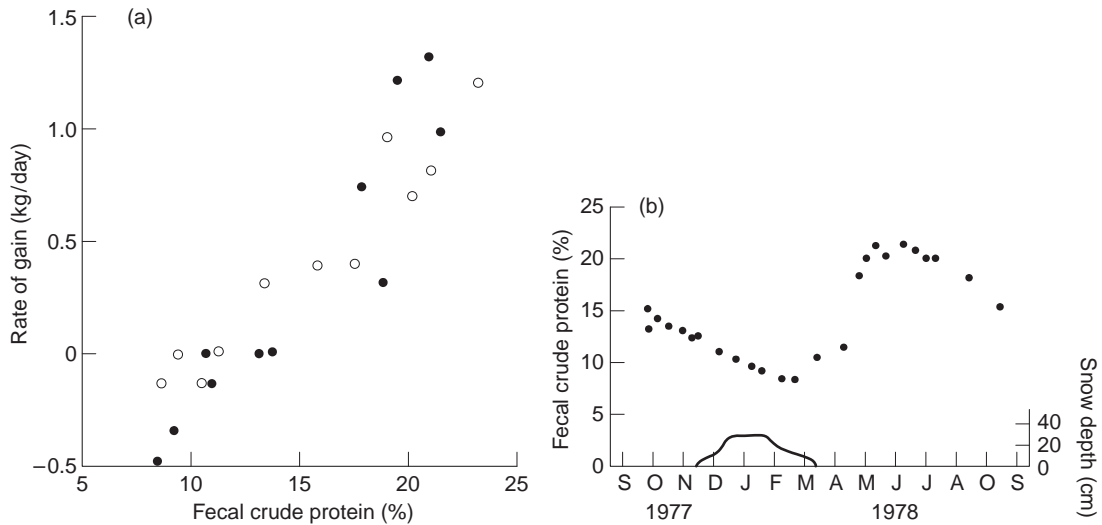 (a)
1.5
1.0
0.5
0
−0.5
Rate of gain (kg/day)
5 10 15 20 25
Fecal crude protein (%)
(b)
25
20
15
10
5
0
Fecal crude protein (%)
40
20
0
Snow depth (cm)
S O N D J F M A M J J A O S
1977 1978